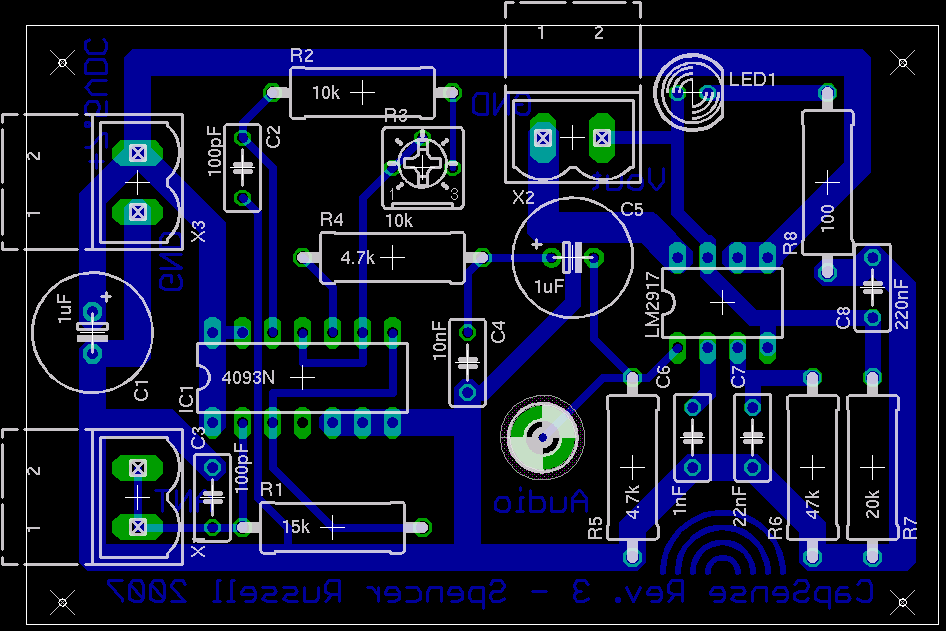 R2
10k
C2
100pF
R3
1
3
10k
R4
4.7k
1
2
X2
GND
Vout
LED1
C5
1uF
R8
100
LM2917
C8
220nF
2
1
X3
GND
1uF
C1
IC1
4093N
C4
10nF
C3
100pF
2
1
R1
15k
Audio
C6
1nF
C7
22nF
R5
4.7k
R6
47k
R7
20k
CapSense Rev. 3 - Spencer Russell 2007